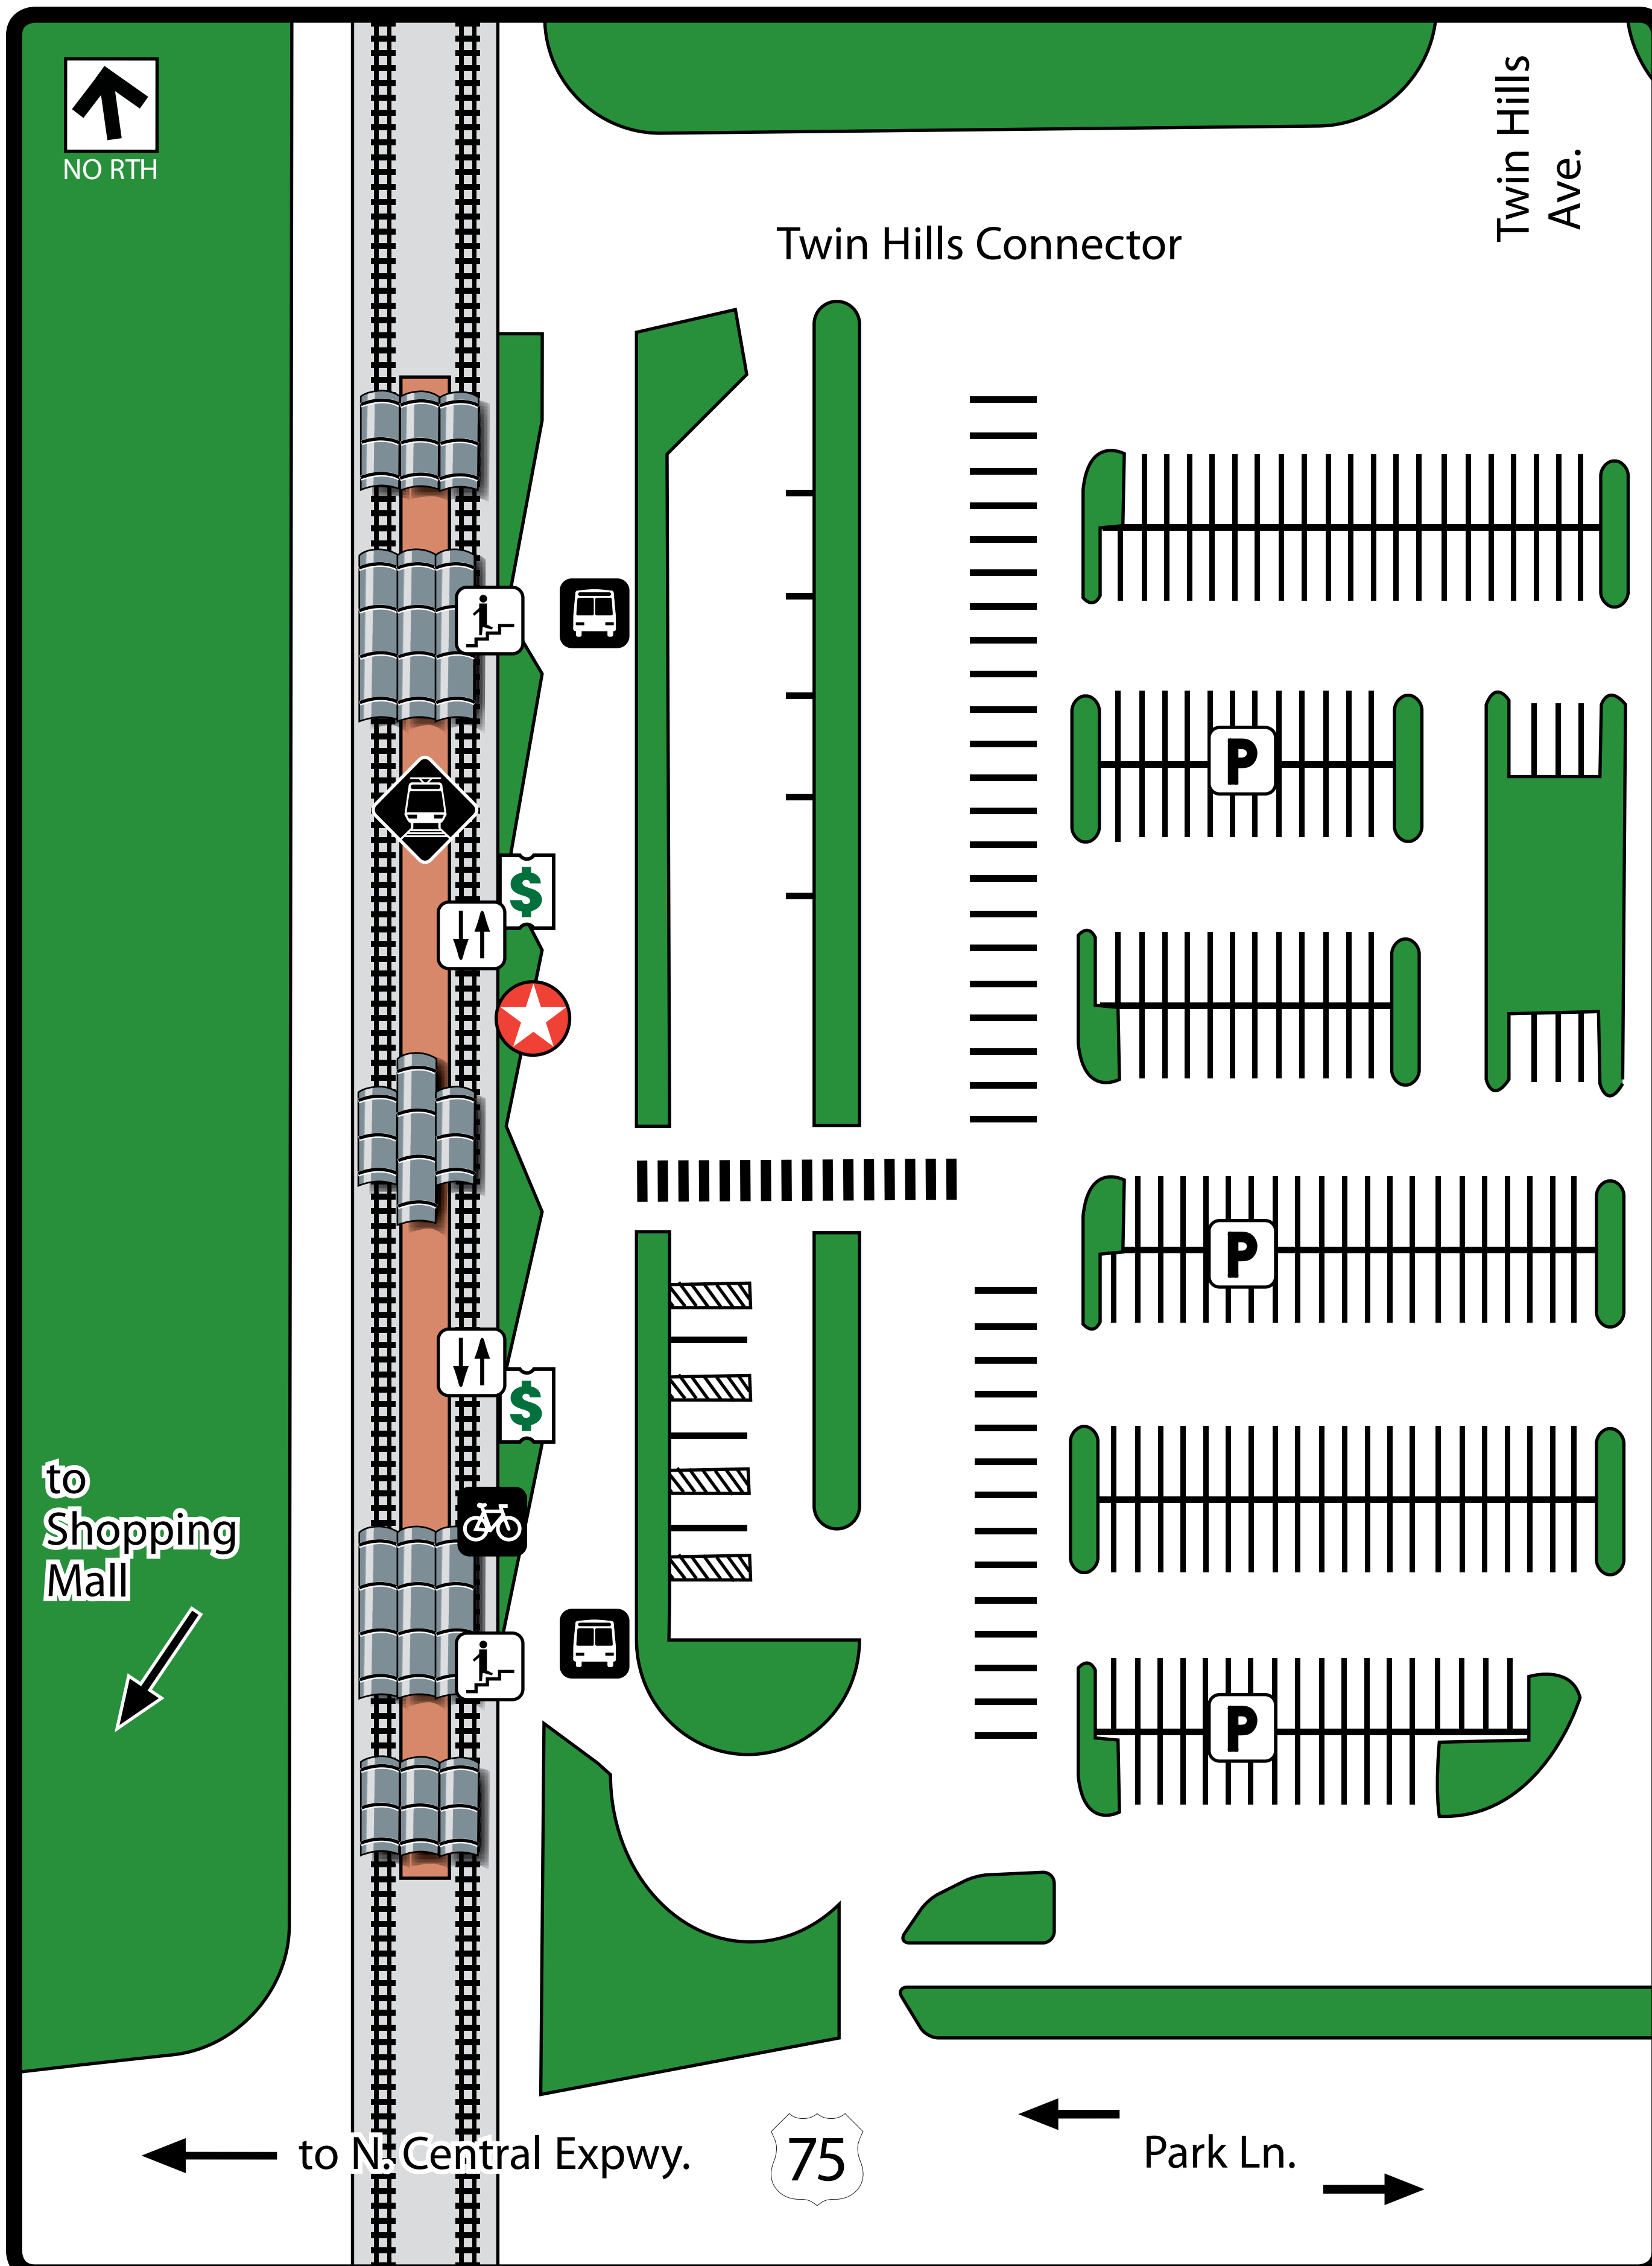 NO RTH
Twin Hills
Ave.
Twin Hills Connector
P
$
$
P
to
Shopping
Mall
P
to N. Central Expwy.
75
Park Ln.